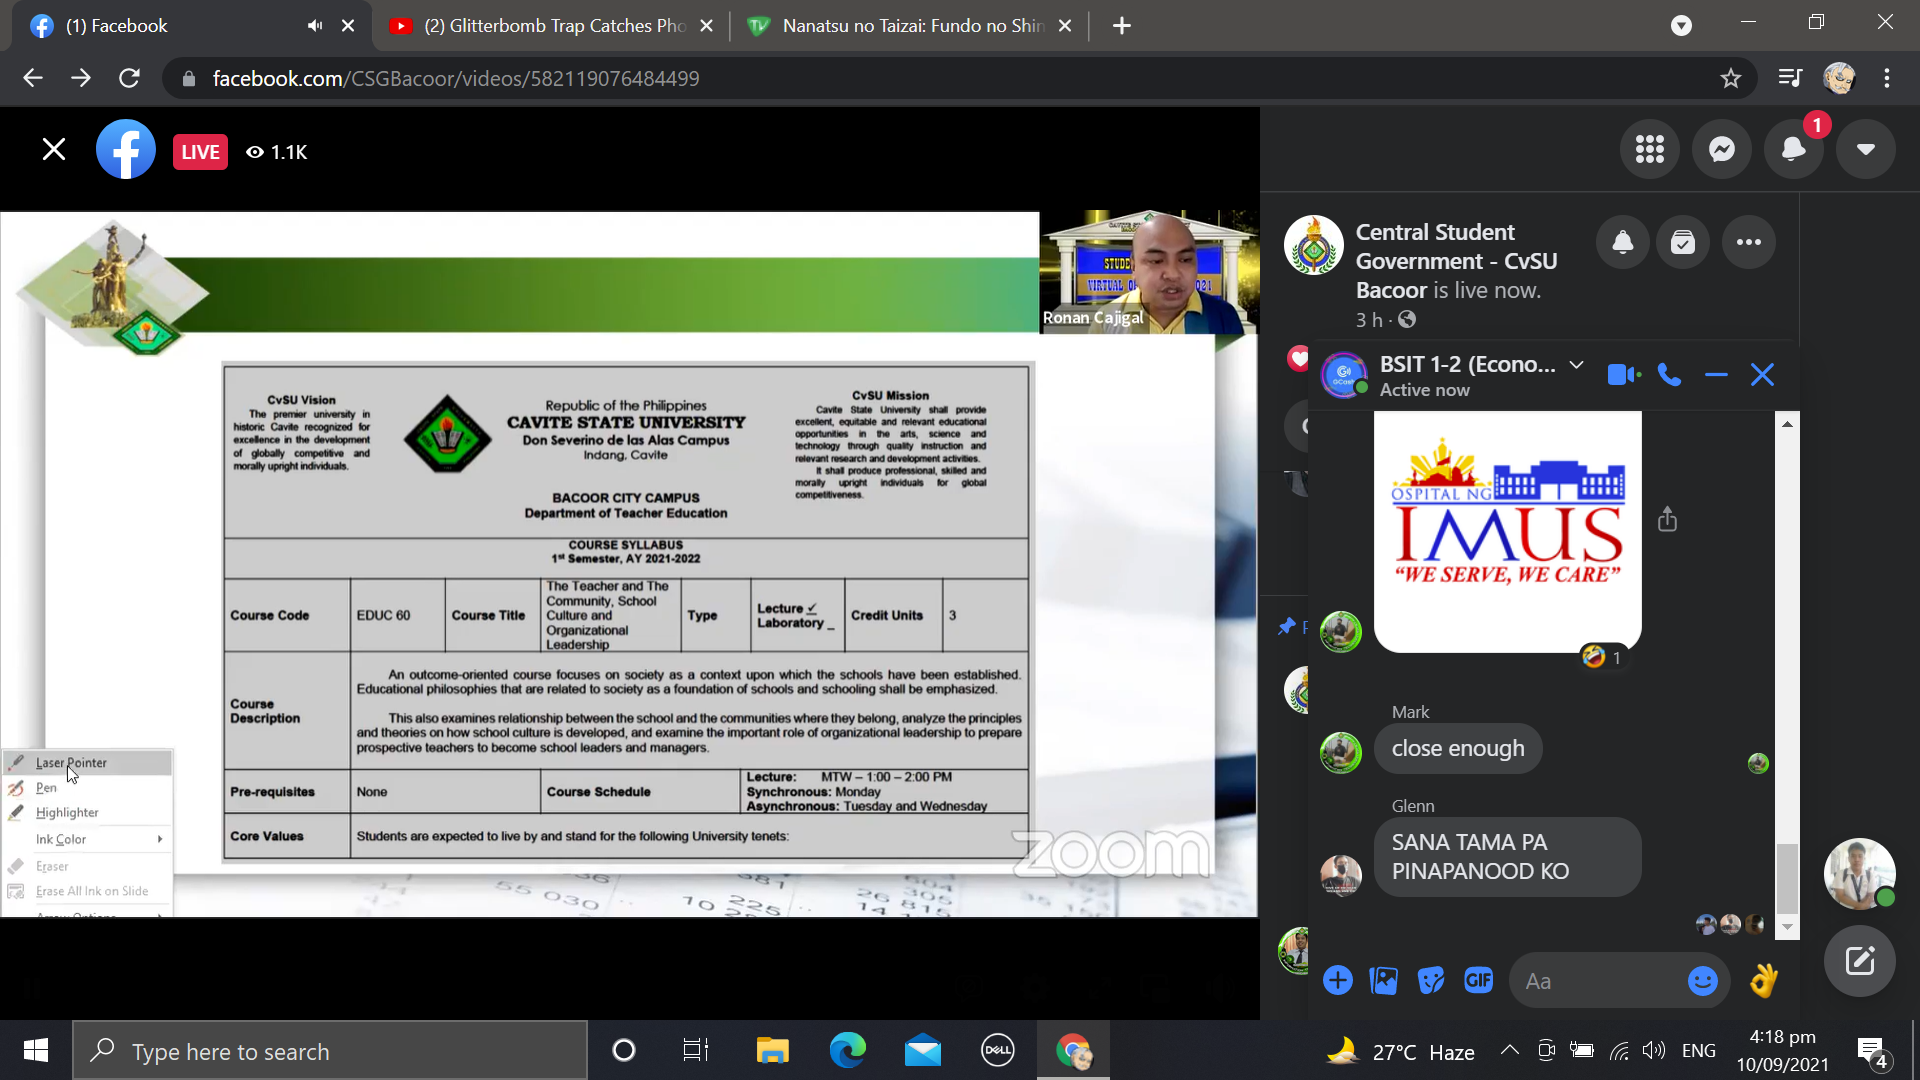 (1) Facebook
(2) Glitterbomb Trap Catches Pho
Nanatsu no Taizai: Fundo no Shin
facebook.com/CSGBacoor/videos/582119076484499
LIVE
1.1K
1
Ronan Cajigal
CvSU Vision
The premier university in
historic Cavite recognized for
excellence in the development
of globally competitive and
morally upright individuals.
Republic of the Philippines
CAVITE STATE UNIVERSITY
Don Severino de las Alas Campus
Indang, Cavite
BACOOR CITY CAMPUS
Department of Teacher Education
CvSU Mission
Cavite State University shall provide
excellent, equitable and relevant educational
opportunities in the arts, science and
technology through quality instruction and
relevant research and development activities.
It shall produce professional, skilled and
morally upright individuals for global
competitiveness.
COURSE SYLLABUS
1st Semester, AY 2021-2022
Course Code
EDUC 60
Course Title
The Teacher and The
Community, School
Culture and
Organizational
Leadership
Type
Lecture ✓
Laboratory _
Credit Units
3
Course
Description
An outcome-oriented course focuses on society as a context upon which the schools have been established.
Educational philosophies that are related to society as a foundation of schools and schooling shall be emphasized.
This also examines relationship between the school and the communities where they belong, analyze the principles
and theories on how school culture is developed, and examine the important role of organizational leadership to prepare
prospective teachers to become school leaders and managers.
Pre-requisites
None
Course Schedule
Lecture: MTW – 1:00 – 2:00 PM
Synchronous: Monday
Asynchronous: Tuesday and Wednesday
Core Values
Students are expected to live by and stand for the following University tenets:
zoom
Laser Pointer
Pen
Highlighter
Ink Color
Eraser
Erase All Ink on Slide
Arrow Options
Central Student
Government - CvSU
Bacoor is live now.
3 h ·
BSIT 1-2 (Econo...
Active now
OSPITAL NG
IMUS
"WE SERVE, WE CARE"
1
Mark
close enough
Glenn
SANA TAMA PA
PINAPANOOD KO
GIF
Aa
Type here to search
DELL
27°C Haze
ENG
4:18 pm
10/09/2021
4